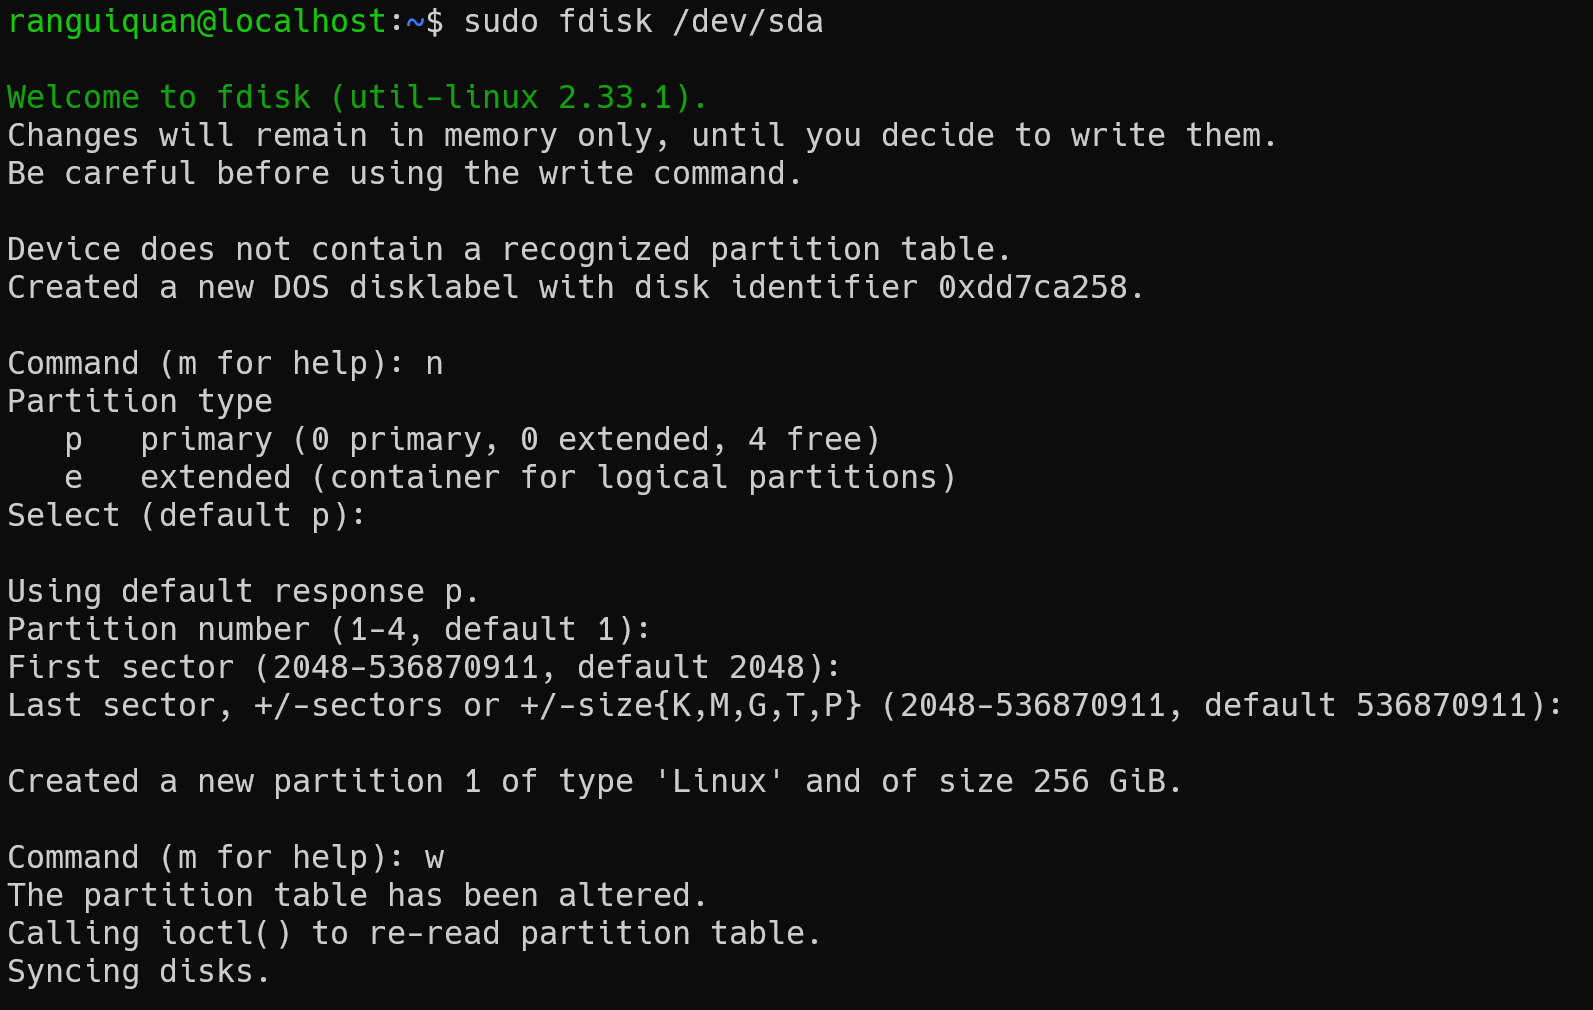 ranguiquan@localhost:~$ sudo fdisk /dev/sda
Welcome to fdisk (util-linux 2.33.1).
Changes will remain in memory only, until you decide to write them.
Be careful before using the write command.
Device does not contain a recognized partition table.
Created a new DOS disklabel with disk identifier 0xdd7ca258.
Command (m for help): n
Partition type
   p   primary (0 primary, 0 extended, 4 free)
   e   extended (container for logical partitions)
Select (default p):
Using default response p.
Partition number (1-4, default 1):
First sector (2048-536870911, default 2048):
Last sector, +/-sectors or +/-size{K,M,G,T,P} (2048-536870911, default 536870911):
Created a new partition 1 of type 'Linux' and of size 256 GiB.
Command (m for help): w
The partition table has been altered.
Calling ioctl() to re-read partition table.
Syncing disks.